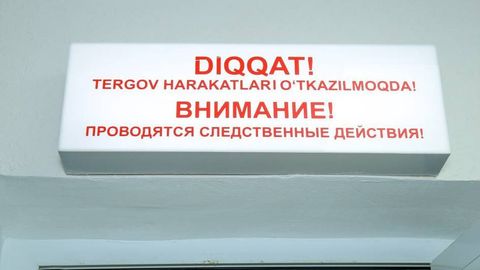 DIQQAT!
TERGOV HARAKATLARI O‘TKAZILMOQDA!
ВНИМАНИЕ!
ПРОВОДЯТСЯ СЛЕДСТВЕННЫЕ ДЕЙСТВИЯ!